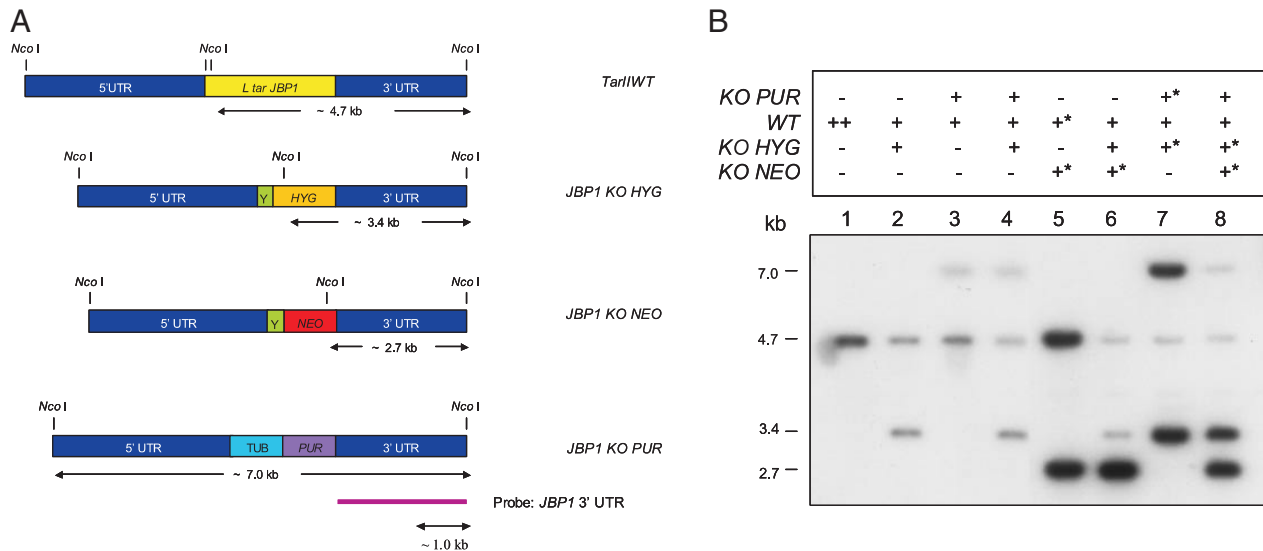 A
Nco I Nco I Nco I
5'UTR L tar JBP1 3' UTR TarIIWT
~ 4.7 kb
Nco I Nco I Nco I
5' UTR Y HYG 3' UTR JBP1 KO HYG
~ 3.4 kb
Nco I Nco I Nco I
5' UTR Y NEO 3' UTR JBP1 KO NEO
~ 2.7 kb
Nco I Nco I
5' UTR TUB PUR 3' UTR JBP1 KO PUR
~ 7.0 kb
Probe: JBP1 3' UTR
~ 1.0 kb
B
KO PUR - - + + - - +* +
WT ++ + + + +* + + +
KO HYG - + - + - + +* +*
KO NEO - - - - +* +* - +*
kb 1 2 3 4 5 6 7 8
7.0
4.7
3.4
2.7